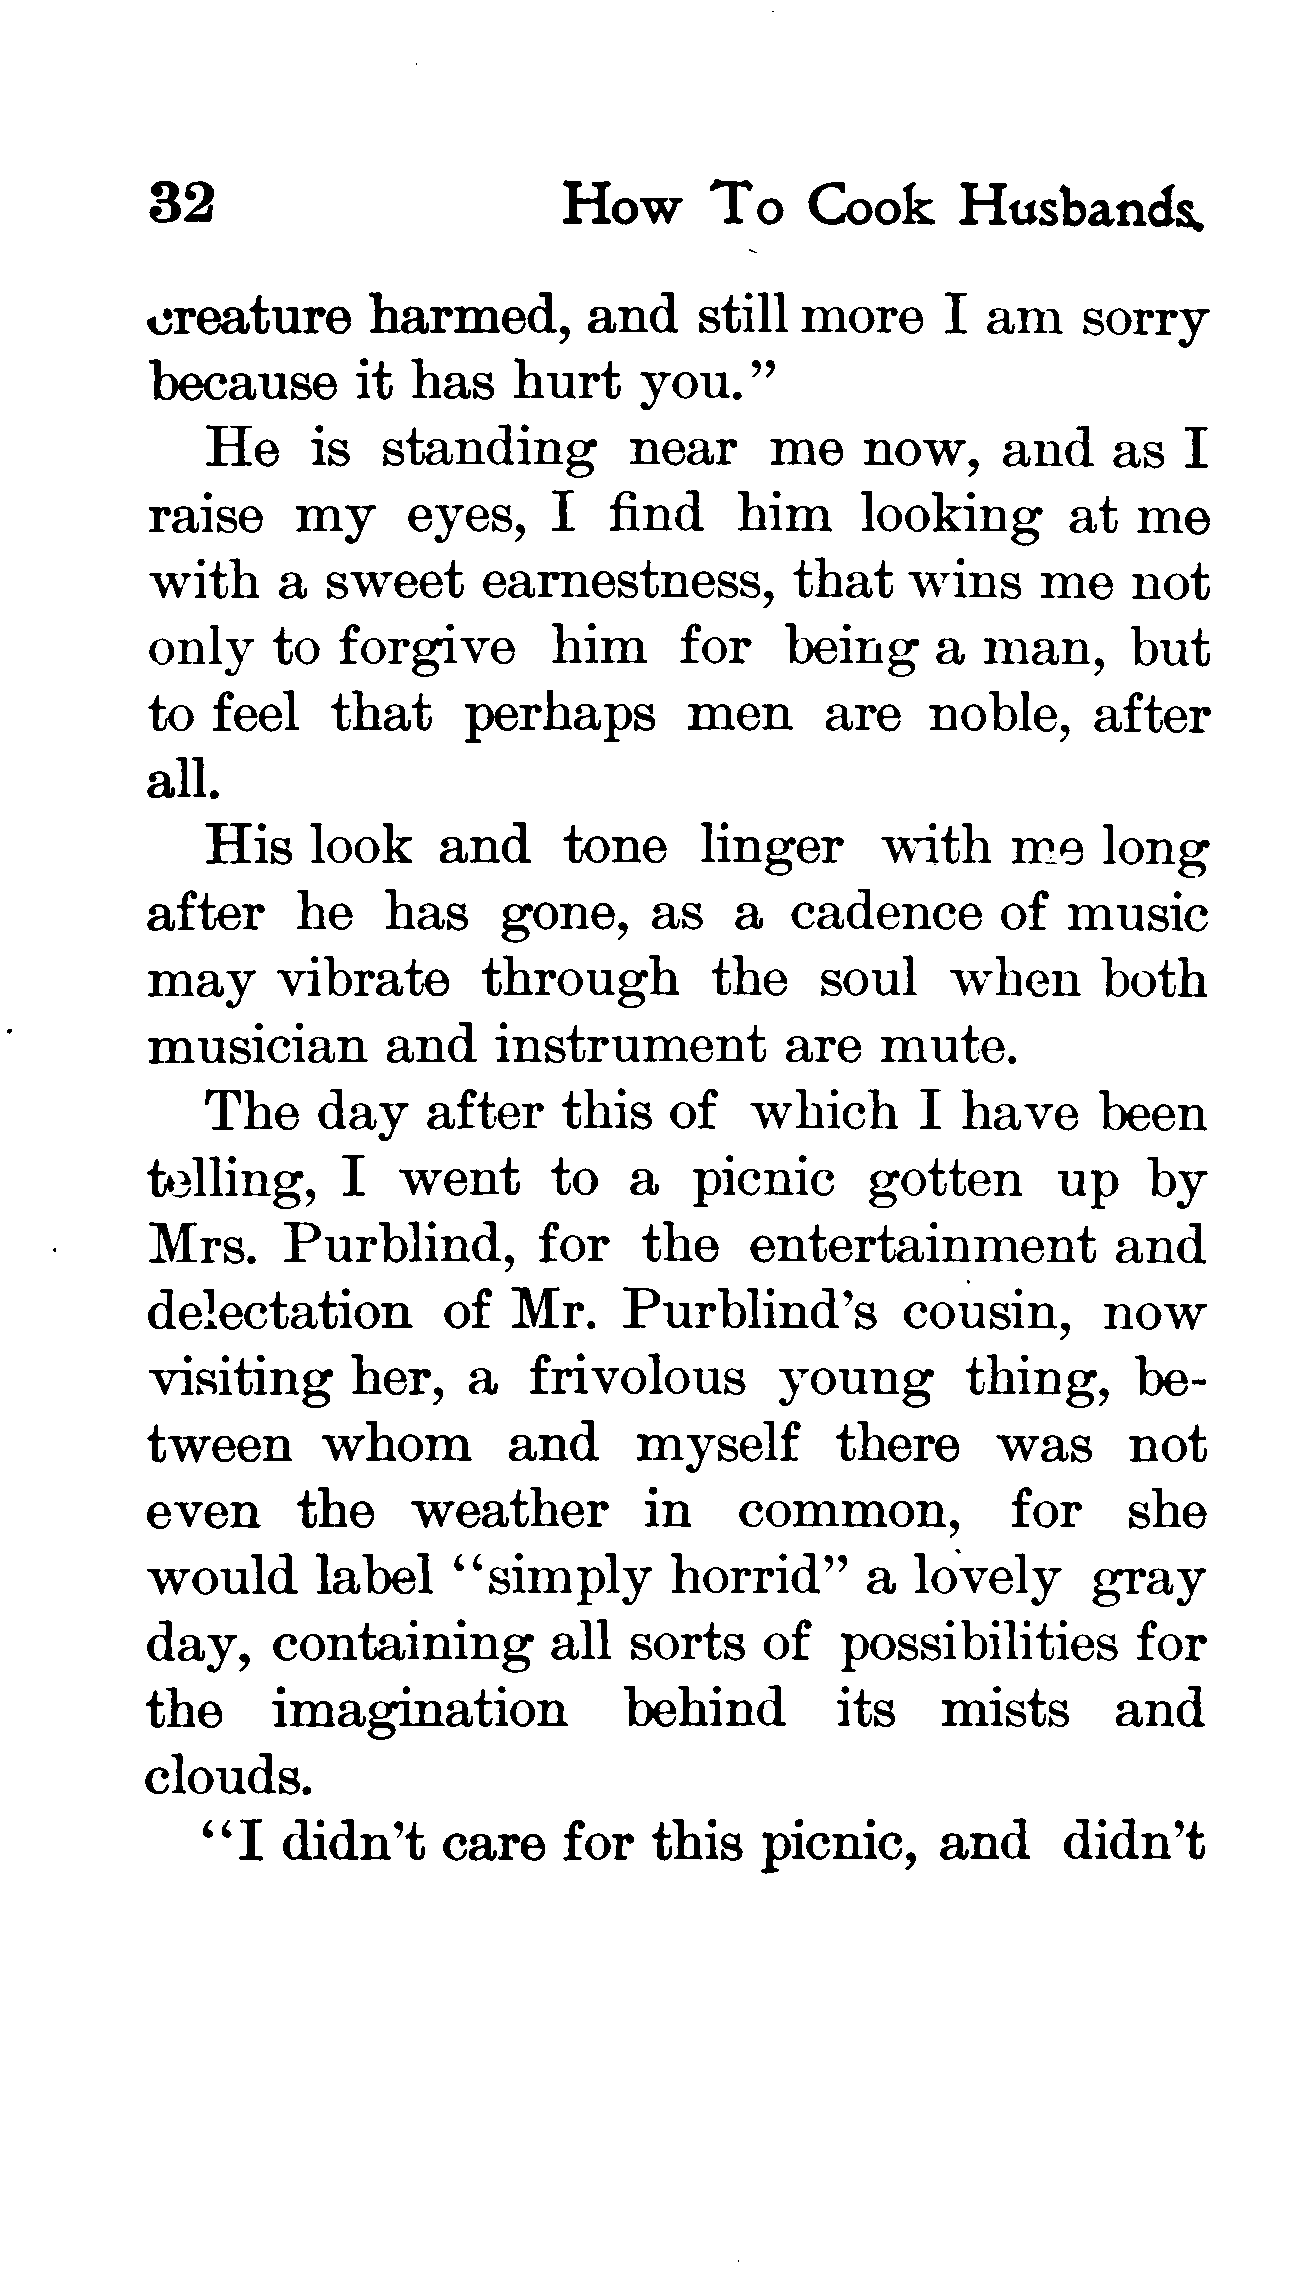 32 How To Cook Husbands.
creature harmed, and still more I am sorry
because it has hurt you."
He is standing near me now, and as I
raise my eyes, I find him looking at me
with a sweet earnestness, that wins me not
only to forgive him for being a man, but
to feel that perhaps men are noble, after
all.
His look and tone linger with me long
after he has gone, as a cadence of music
may vibrate through the soul when both
musician and instrument are mute.
The day after this of which I have been
telling, I went to a picnic gotten up by
Mrs. Purblind, for the entertainment and
delectation of Mr. Purblind's cousin, now
visiting her, a frivolous young thing, be-
tween whom and myself there was not
even the weather in common, for she
would label "simply horrid" a lovely gray
day, containing all sorts of possibilities for
the imagination behind its mists and
clouds.
"I didn't care for this picnic, and didn't